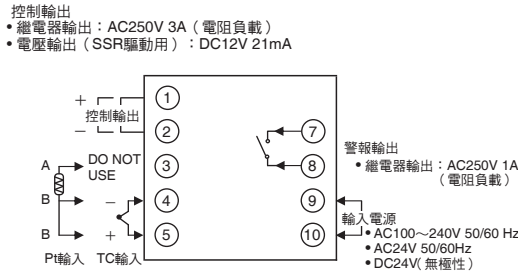 控制輸出
• 繼電器輸出：AC250V 3A（電阻負載）
• 電壓輸出（SSR驅動用）：DC12V 21mA
+
控制輸出
−
1
2
3
4
5
A
B
B
DO NOT
USE
−
+
Pt輸入 TC輸入
7
8
9
10
警報輸出
• 繼電器輸出：AC250V 1A
（電阻負載）
輸入電源
• AC100～240V 50/60 Hz
• AC24V 50/60Hz
• DC24V（無極性）